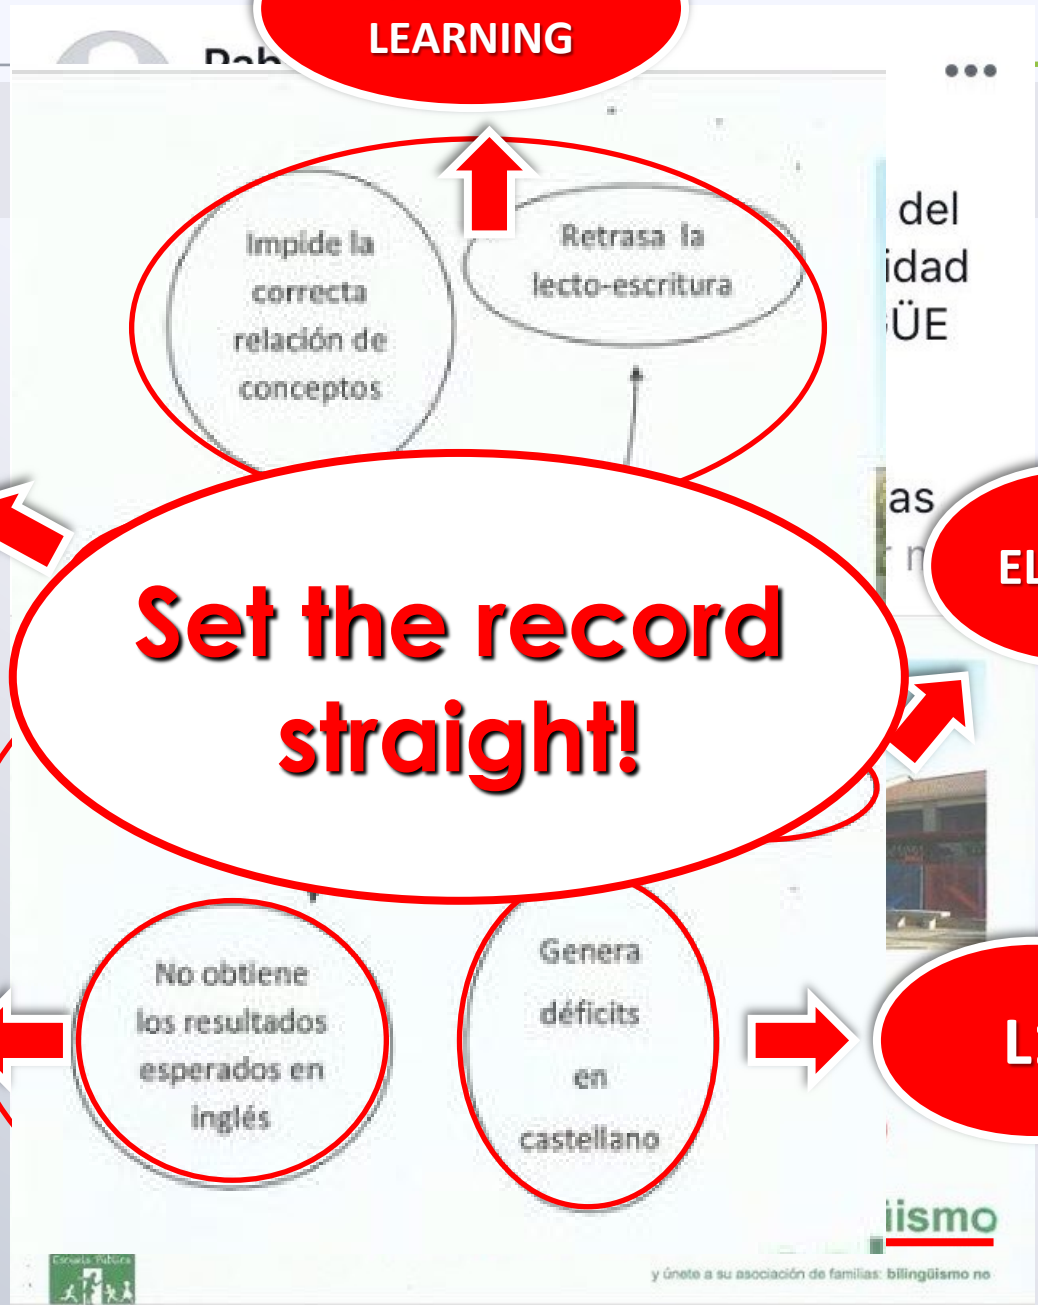 LEARNING
Impide la
correcta
relación de
conceptos
Retrasa la
lecto-escritura
del
idad
ÜE
as
EL
Set the record
straight!
No obtiene
los resultados
esperados en
inglés
Genera
déficits
en
castellano
iismo
Escuela Pública
y únete a su asociación de familias: bilingüismo no